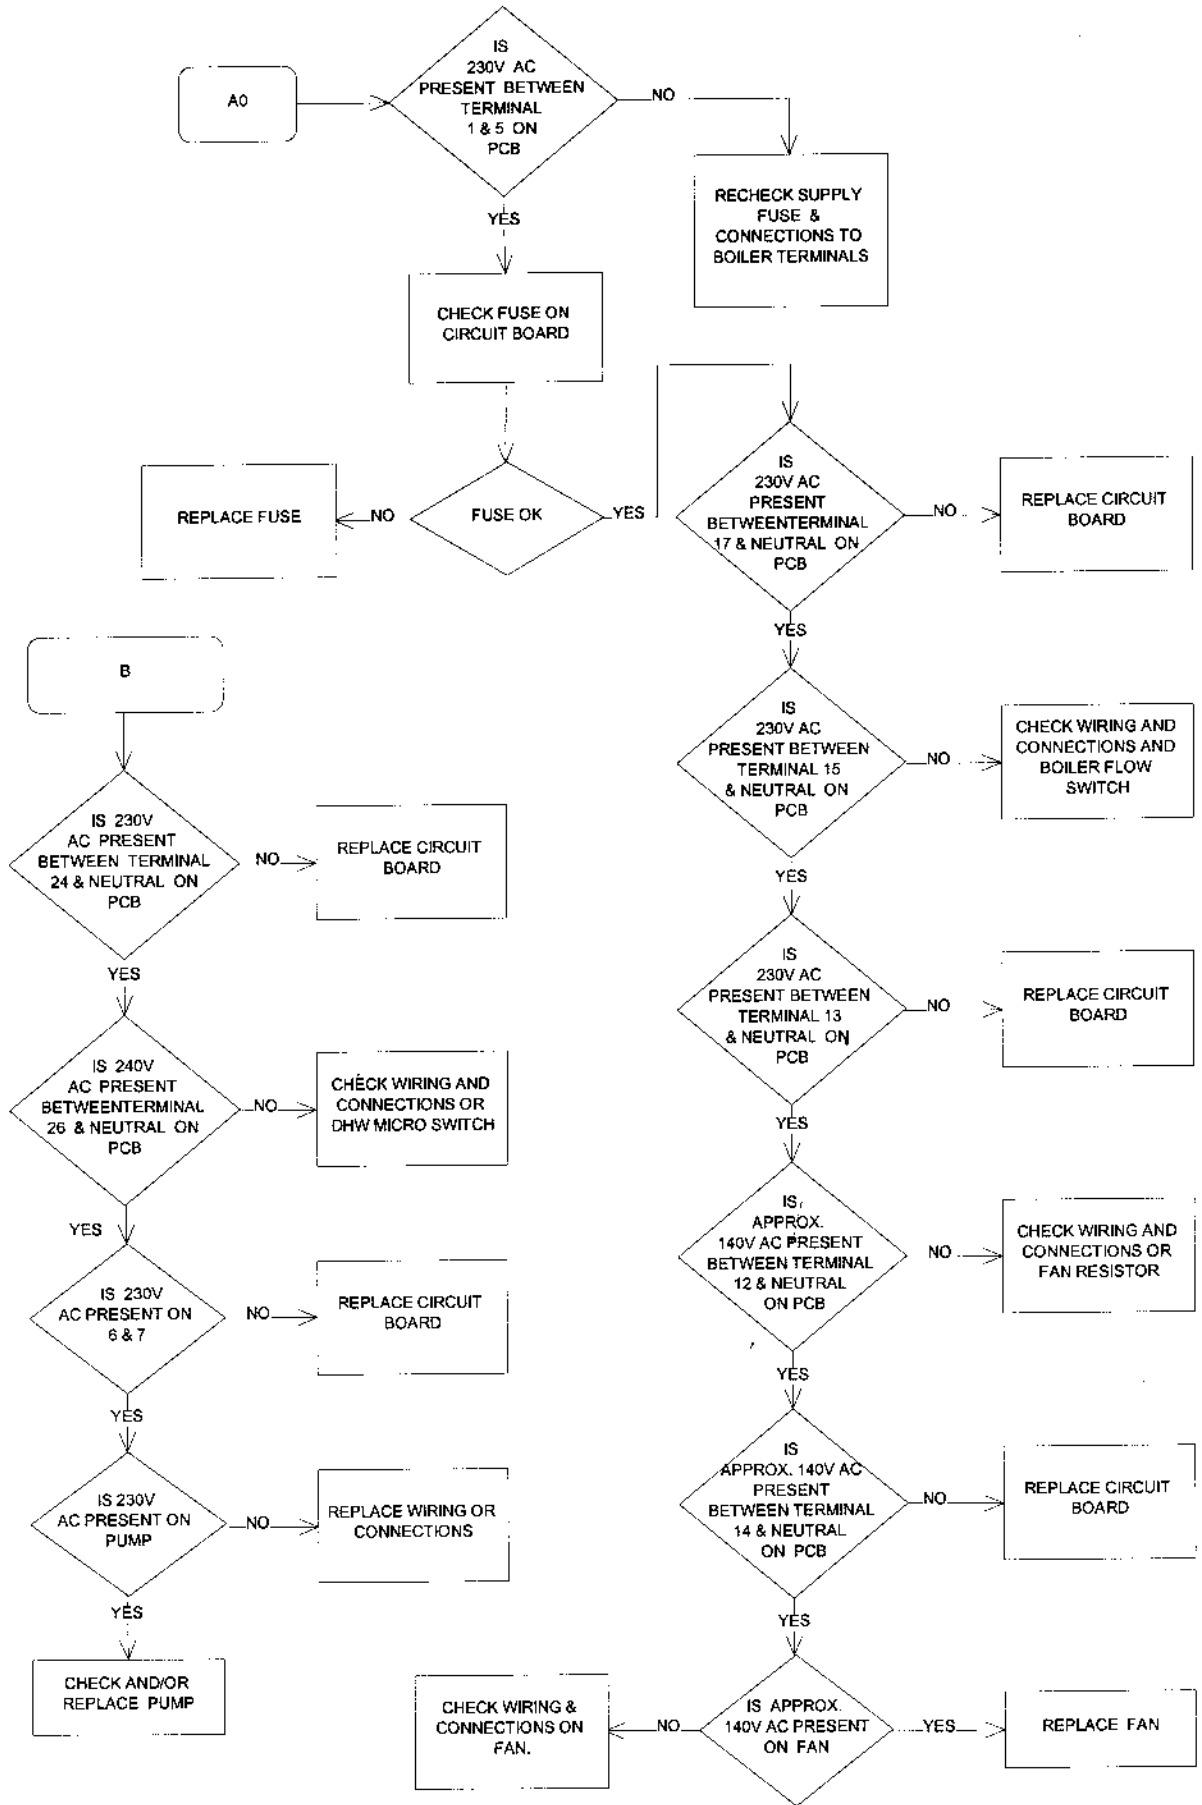 A0
IS
230V AC
PRESENT BETWEEN
TERMINAL
1 & 5 ON
PCB
NO
RECHECK SUPPLY
FUSE &
CONNECTIONS TO
BOILER TERMINALS
YES
CHECK FUSE ON
CIRCUIT BOARD
FUSE OK
NO
REPLACE FUSE
YES
IS
230V AC
PRESENT
BETWEENTERMINAL
17 & NEUTRAL ON
PCB
NO
REPLACE CIRCUIT
BOARD
YES
IS
230V AC
PRESENT BETWEEN
TERMINAL 15
& NEUTRAL ON
PCB
NO
CHECK WIRING AND
CONNECTIONS AND
BOILER FLOW
SWITCH
YES
IS
230V AC
PRESENT BETWEEN
TERMINAL 13
& NEUTRAL ON
PCB
NO
REPLACE CIRCUIT
BOARD
YES
IS
APPROX.
140V AC PRESENT
BETWEEN TERMINAL
12 & NEUTRAL
ON PCB
NO
CHECK WIRING AND
CONNECTIONS OR
FAN RESISTOR
YES
IS
APPROX. 140V AC
PRESENT
BETWEEN TERMINAL
14 & NEUTRAL
ON PCB
NO
REPLACE CIRCUIT
BOARD
YES
IS APPROX.
140V AC PRESENT
ON FAN
NO
CHECK WIRING &
CONNECTIONS ON
FAN.
YES
REPLACE FAN
B
IS 230V
AC PRESENT
BETWEEN TERMINAL
24 & NEUTRAL ON
PCB
NO
REPLACE CIRCUIT
BOARD
YES
IS 240V
AC PRESENT
BETWEENTERMINAL
26 & NEUTRAL ON
PCB
NO
CHECK WIRING AND
CONNECTIONS OR
DHW MICRO SWITCH
YES
IS 230V
AC PRESENT ON
6 & 7
NO
REPLACE CIRCUIT
BOARD
YES
IS 230V
AC PRESENT ON
PUMP
NO
REPLACE WIRING OR
CONNECTIONS
YES
CHECK AND/OR
REPLACE PUMP